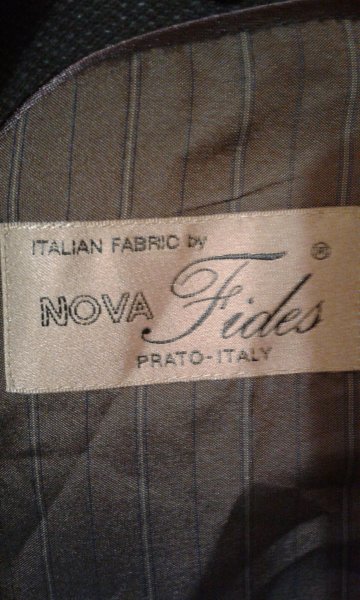 ITALIAN FABRIC by
NOVA Fides ®
PRATO-ITALY